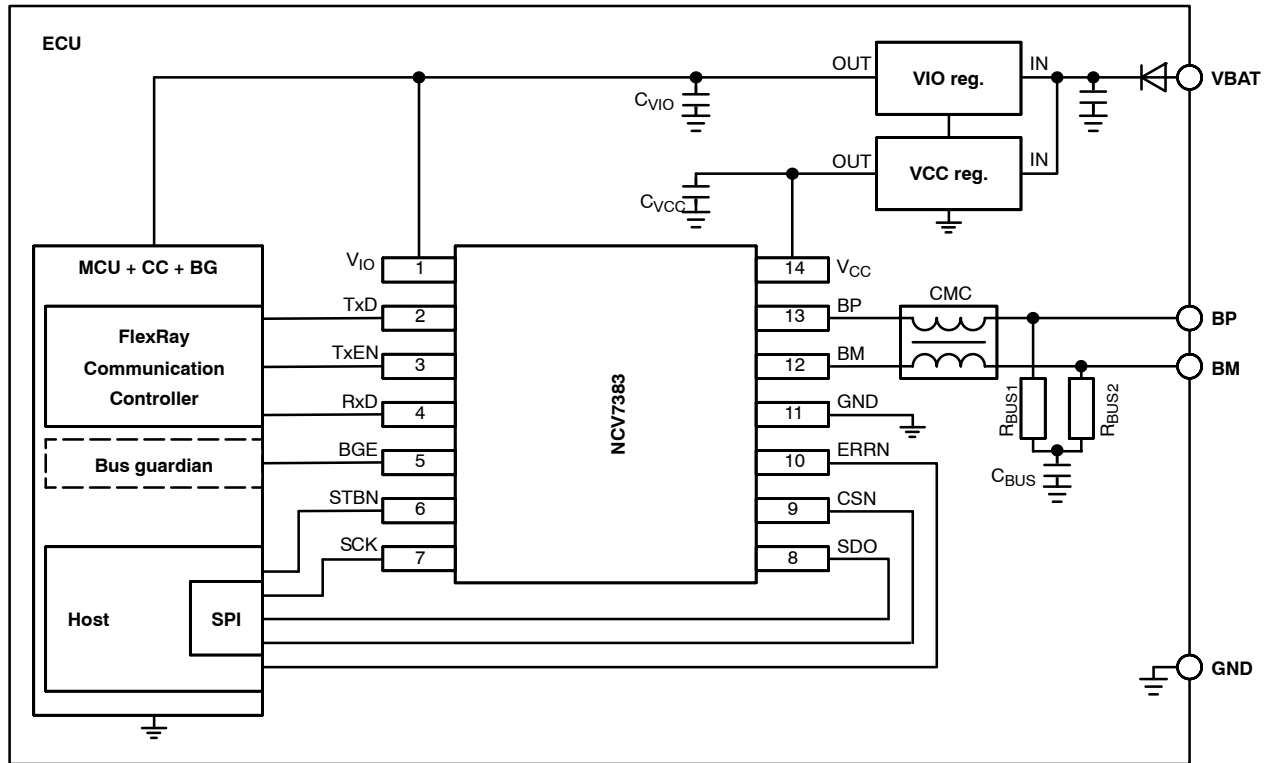 ECU
OUT
VIO reg.
IN
VBAT
CVIO
OUT
VCC reg.
IN
CVCC
MCU + CC + BG
VIO
1
14
VCC
CMC
FlexRay
Communication
Controller
TxD
2
13
BP
BP
TxEN
3
12
BM
BM
RxD
4
NCV7383
11
GND
RBUS1
RBUS2
Bus guardian
BGE
5
10
ERRN
CBUS
STBN
6
9
CSN
SCK
7
8
SDO
Host
SPI
GND